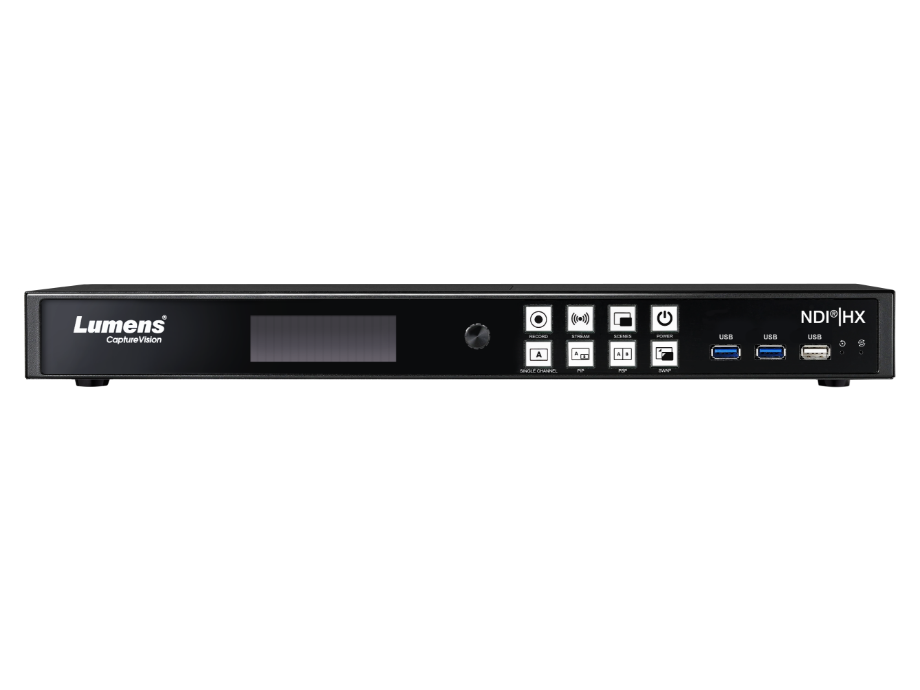 Lumens®
CaptureVision
NDI®|HX
RECORD
STREAM
SCENES
POWER
USB
USB
USB
A
A
A B
SINGLE CHANNEL
PIP
PBP
SWAP